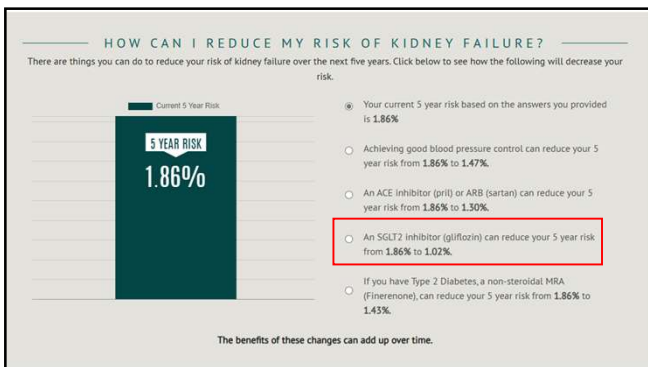 HOW CAN I REDUCE MY RISK OF KIDNEY FAILURE?
There are things you can do to reduce your risk of kidney failure over the next five years. Click below to see how the following will decrease your
risk.
Current 5 Year Risk
5 YEAR RISK
1.86%
Your current 5 year risk based on the answers you provided
is 1.86%
Achieving good blood pressure control can reduce your 5
year risk from 1.86% to 1.47%.
An ACE inhibitor (pril) or ARB (sartan) can reduce your 5
year risk from 1.86% to 1.30%.
An SGLT2 inhibitor (gliflozin) can reduce your 5 year risk
from 1.86% to 1.02%.
If you have Type 2 Diabetes, a non-steroidal MRA
(Finerenone), can reduce your 5 year risk from 1.86% to
1.43%.
The benefits of these changes can add up over time.